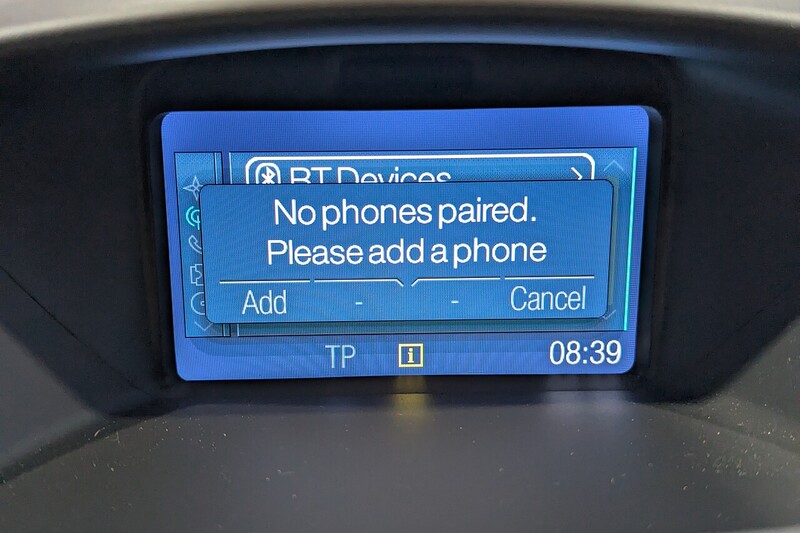 BT Devices
No phones paired.
Please add a phone
Add - - Cancel
TP i 08:39